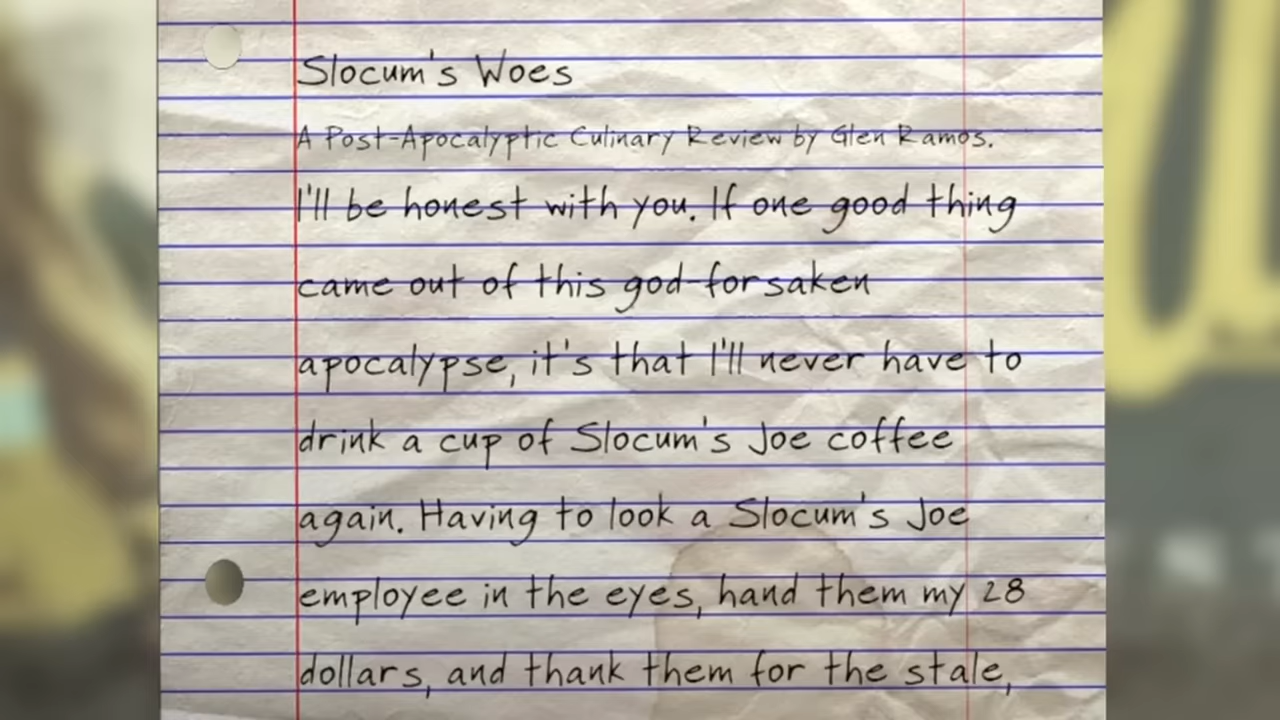 Slocum's Woes
A Post-Apocalyptic Culinary Review by Glen Ramos.
I'll be honest with you. If one good thing
came out of this god-forsaken
apocalypse, it's that I'll never have to
drink a cup of Slocum's Joe coffee
again. Having to look a Slocum's Joe
employee in the eyes, hand them my 28
dollars, and thank them for the stale,